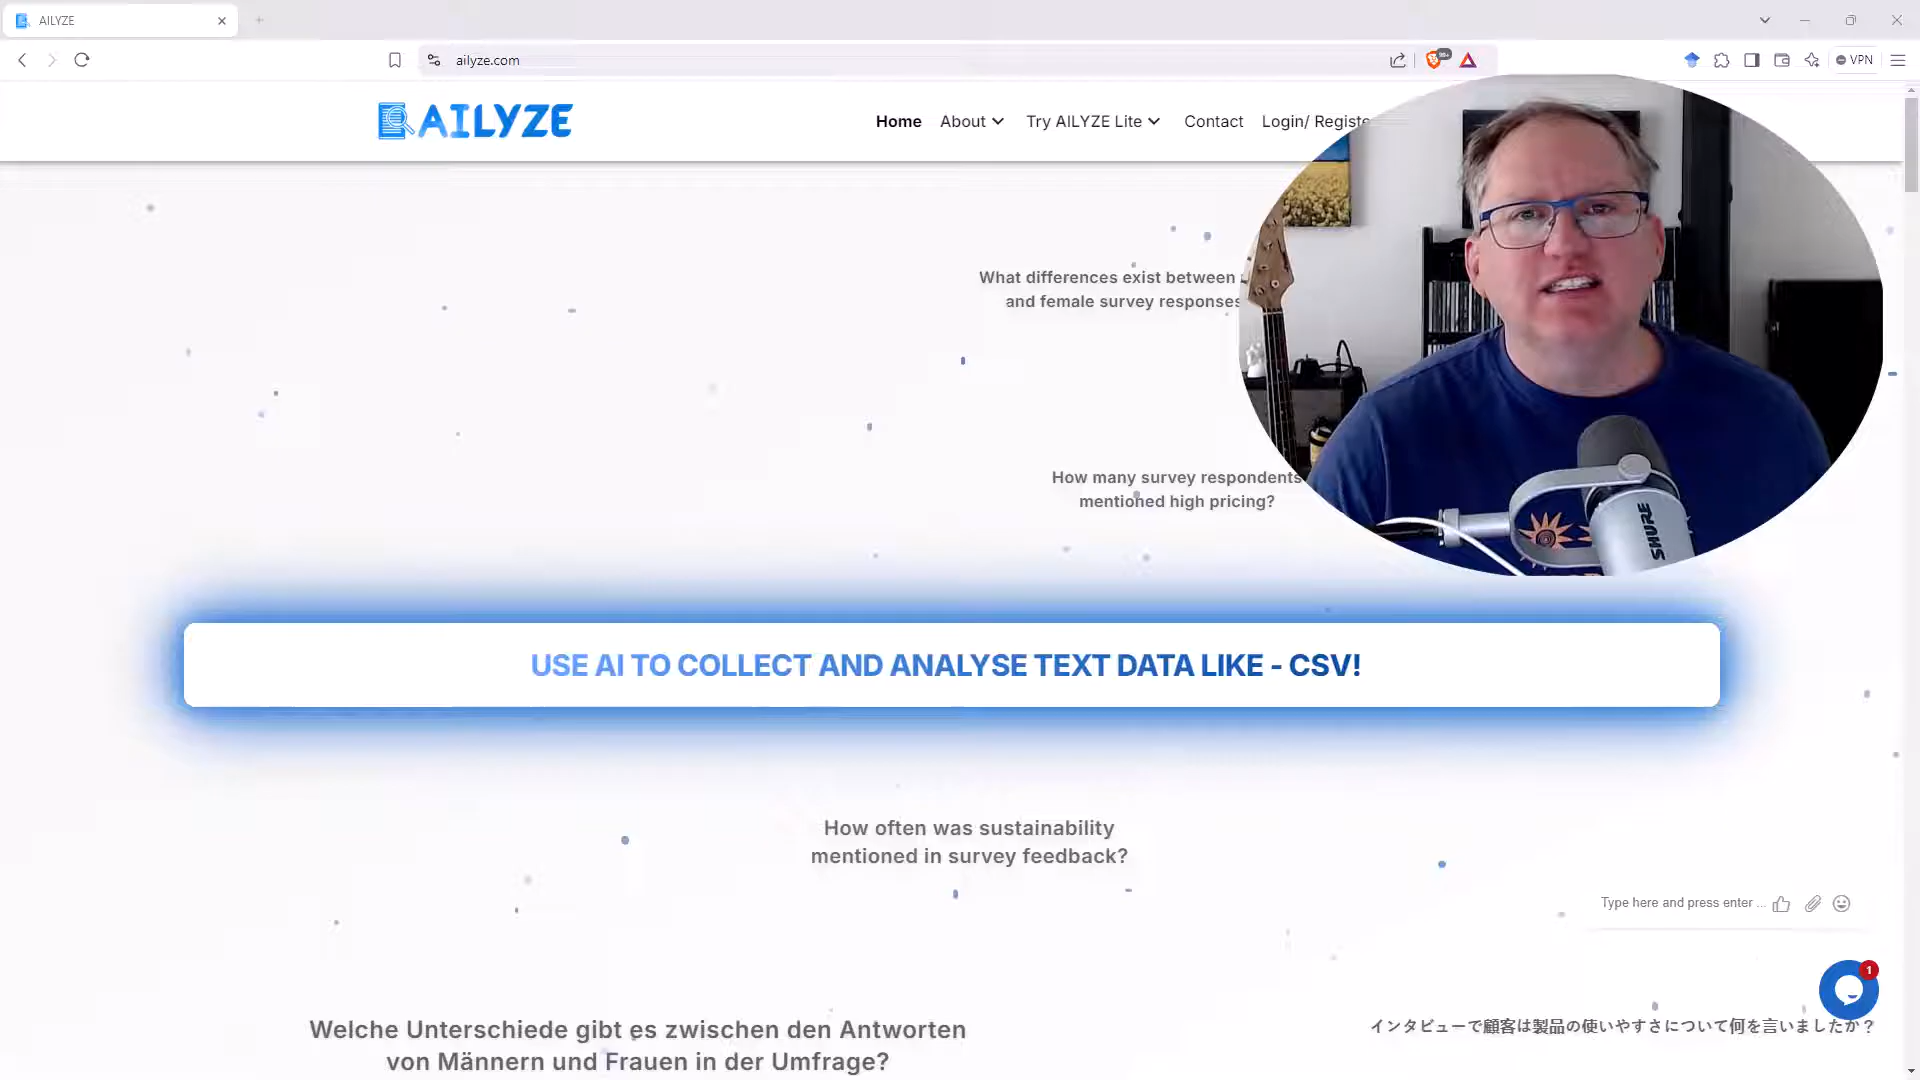 AILYZE
ailyze.com
99+
VPN
AILYZE
Home About Try AILYZE Lite Contact Login/ Registe
What differences exist between
and female survey responses
How many survey respondents
mentioned high pricing?
SHURE
USE AI TO COLLECT AND ANALYSE TEXT DATA LIKE - CSV!
How often was sustainability
mentioned in survey feedback?
Type here and press enter ...
1
Welche Unterschiede gibt es zwischen den Antworten
von Männern und Frauen in der Umfrage?
インタビューで顧客は製品の使いやすさについて何を言いましたか？